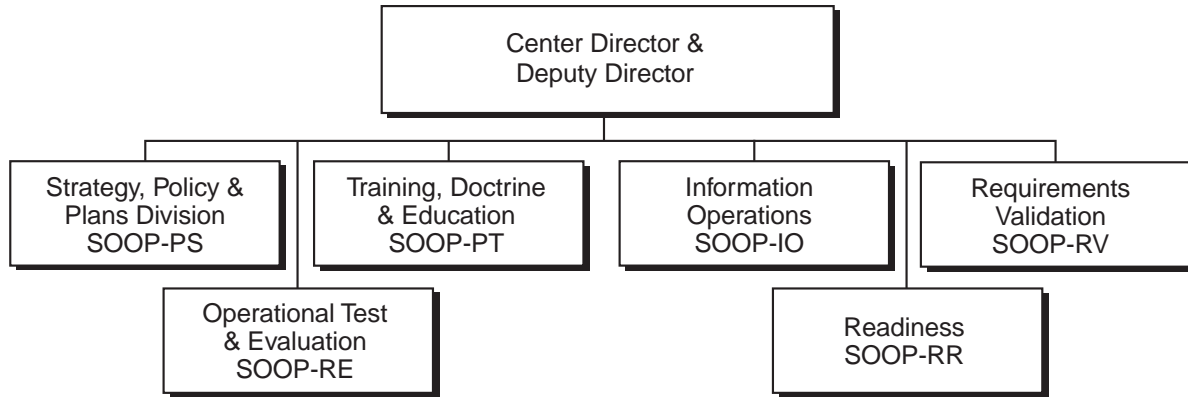 Center Director &
Deputy Director
Strategy, Policy &
Plans Division
SOOP-PS
Training, Doctrine
& Education
SOOP-PT
Information
Operations
SOOP-IO
Requirements
Validation
SOOP-RV
Operational Test
& Evaluation
SOOP-RE
Readiness
SOOP-RR